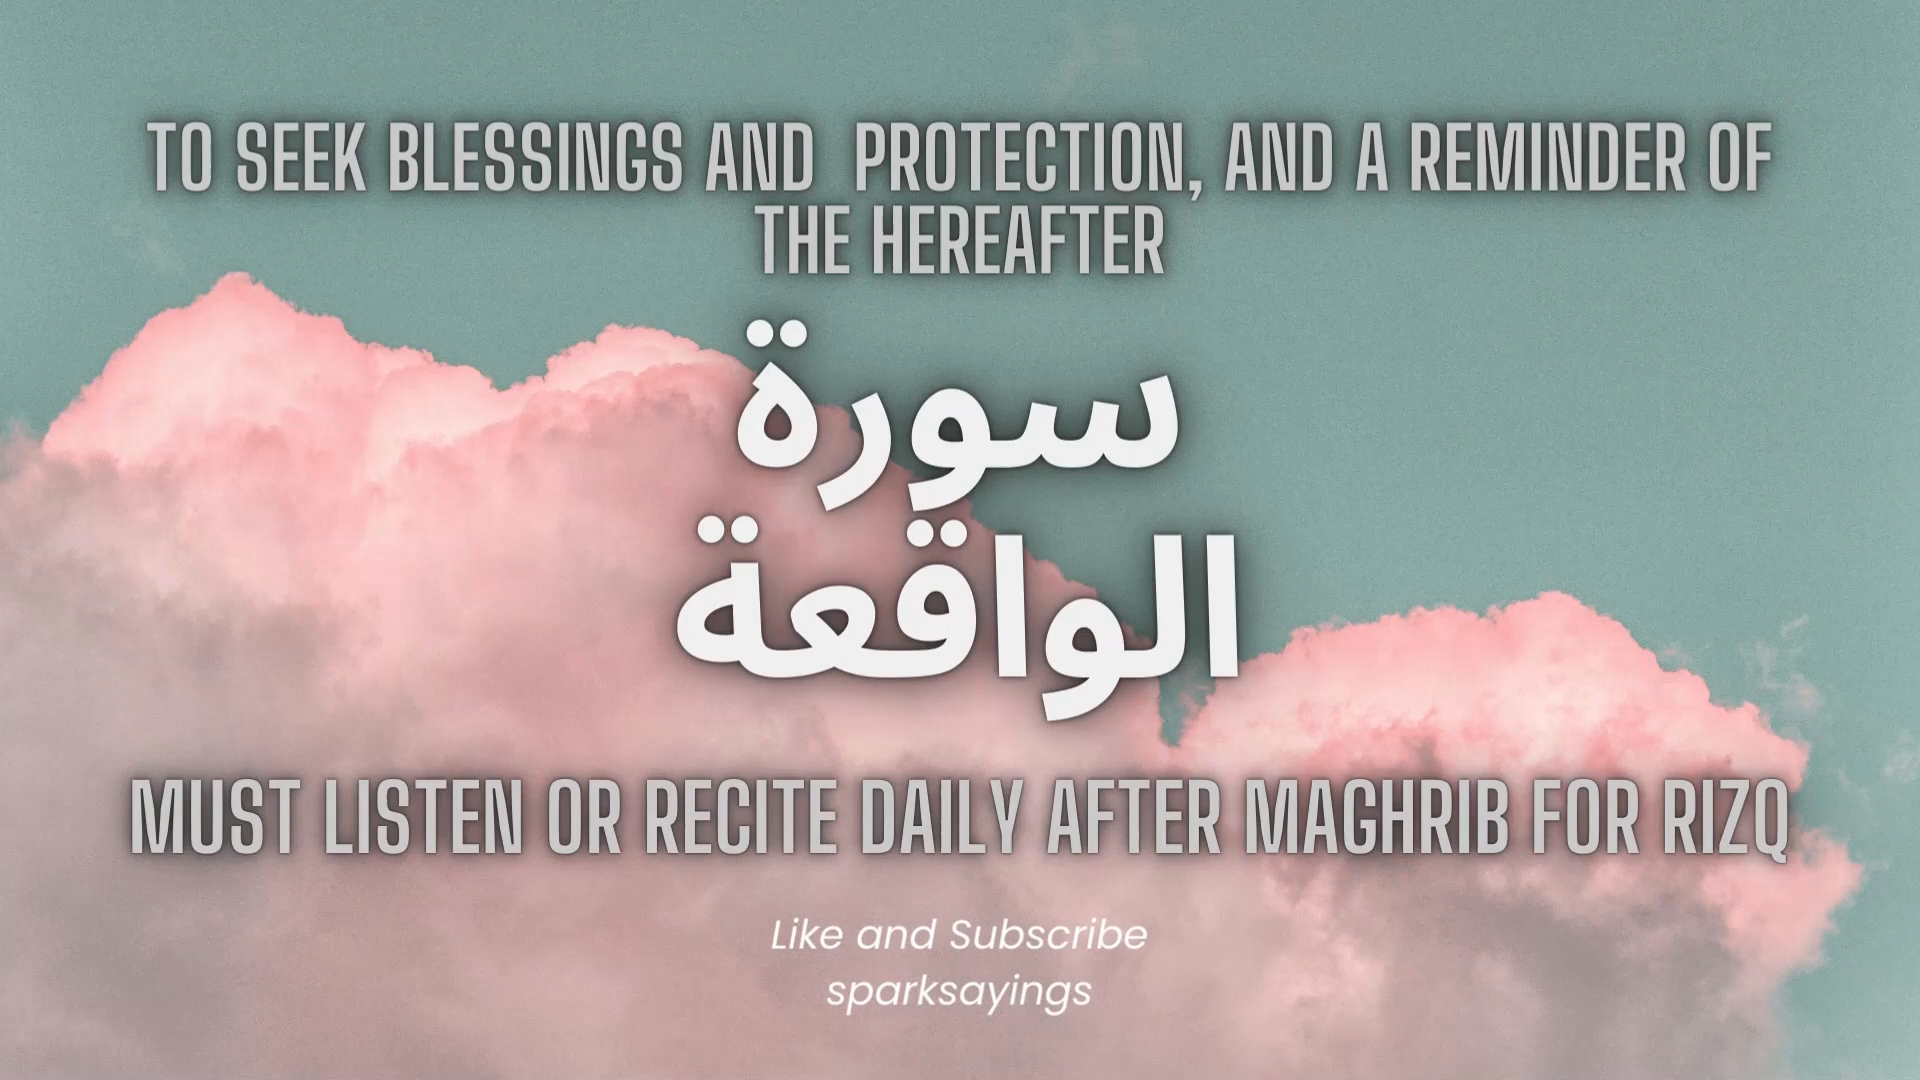 TO SEEK BLESSINGS AND  PROTECTION, AND A REMINDER OF
THE HEREAFTER
سورة
الواقعة
MUST LISTEN OR RECITE DAILY AFTER MAGHRIB FOR RIZQ
Like and Subscribe
sparksayings